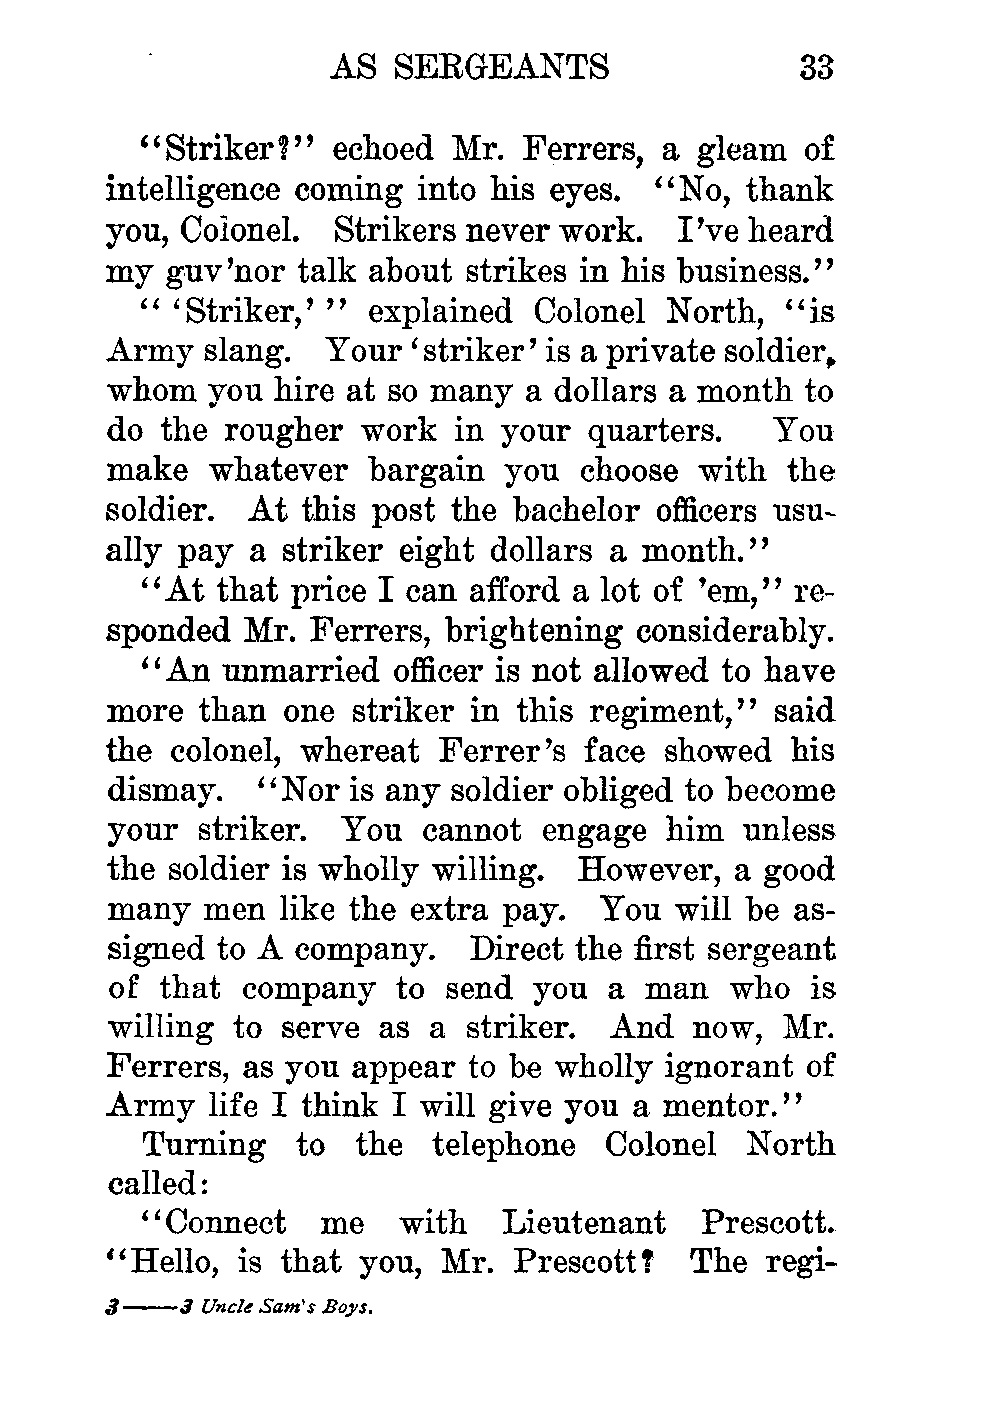 AS SERGEANTS 33
“Striker?” echoed Mr. Ferrers, a gleam of
intelligence coming into his eyes. “No, thank
you, Colonel. Strikers never work. I’ve heard
my guv’nor talk about strikes in his business.”
“ ‘Striker,’ ” explained Colonel North, “is
Army slang. Your ‘striker’ is a private soldier,
whom you hire at so many a dollars a month to
do the rougher work in your quarters. You
make whatever bargain you choose with the
soldier. At this post the bachelor officers usu-
ally pay a striker eight dollars a month.”
“At that price I can afford a lot of ’em,” re-
sponded Mr. Ferrers, brightening considerably.
“An unmarried officer is not allowed to have
more than one striker in this regiment,” said
the colonel, whereat Ferrer’s face showed his
dismay. “Nor is any soldier obliged to become
your striker. You cannot engage him unless
the soldier is wholly willing. However, a good
many men like the extra pay. You will be as-
signed to A company. Direct the first sergeant
of that company to send you a man who is
willing to serve as a striker. And now, Mr.
Ferrers, as you appear to be wholly ignorant of
Army life I think I will give you a mentor.”
Turning to the telephone Colonel North
called:
“Connect me with Lieutenant Prescott.
“Hello, is that you, Mr. Prescott? The regi-
3——3 Uncle Sam's Boys.